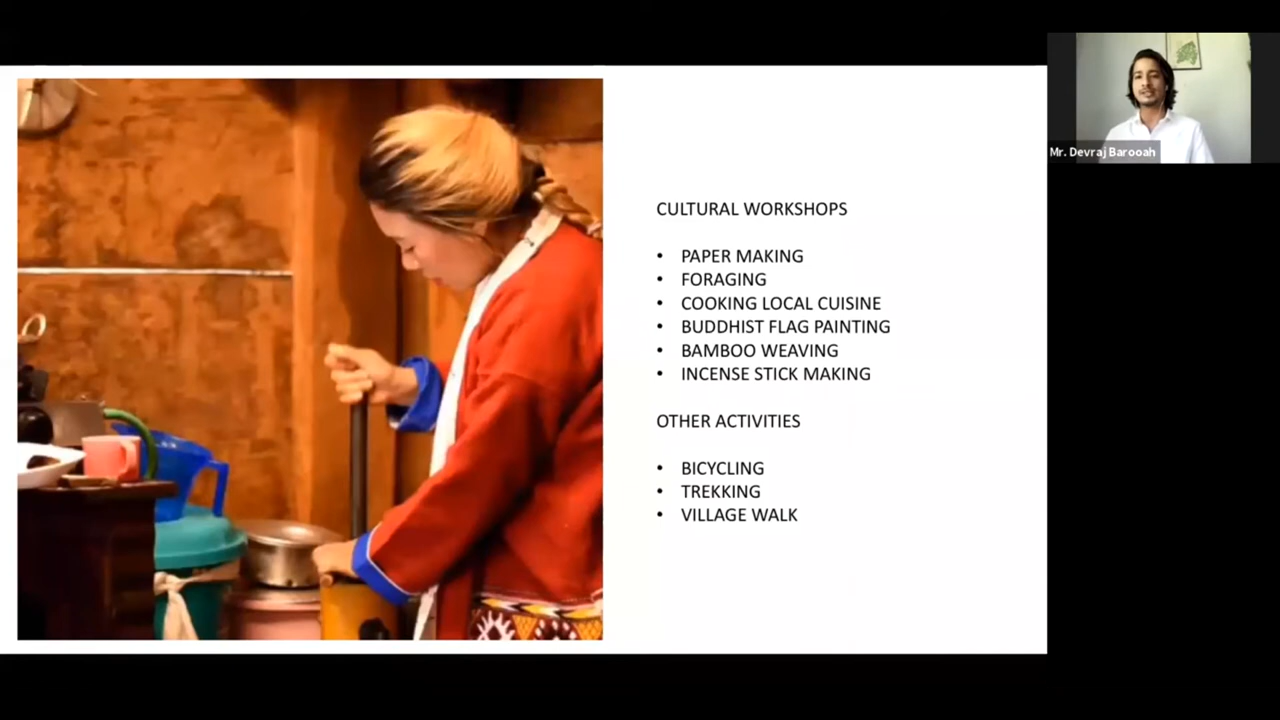 Mr. Devraj Barooah
CULTURAL WORKSHOPS
• PAPER MAKING
• FORAGING
• COOKING LOCAL CUISINE
• BUDDHIST FLAG PAINTING
• BAMBOO WEAVING
• INCENSE STICK MAKING
OTHER ACTIVITIES
• BICYCLING
• TREKKING
• VILLAGE WALK